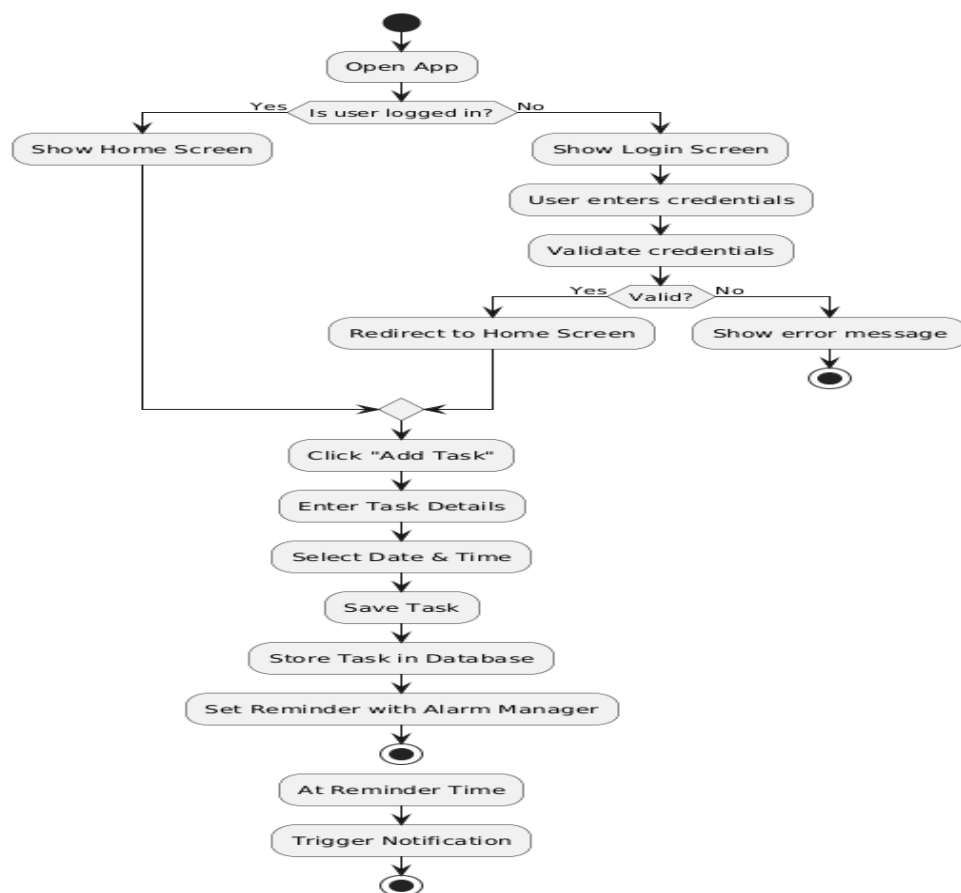 Open App
Yes
Is user logged in?
No
Show Home Screen
Show Login Screen
User enters credentials
Validate credentials
Yes
Valid?
No
Redirect to Home Screen
Show error message
Click "Add Task"
Enter Task Details
Select Date & Time
Save Task
Store Task in Database
Set Reminder with Alarm Manager
At Reminder Time
Trigger Notification